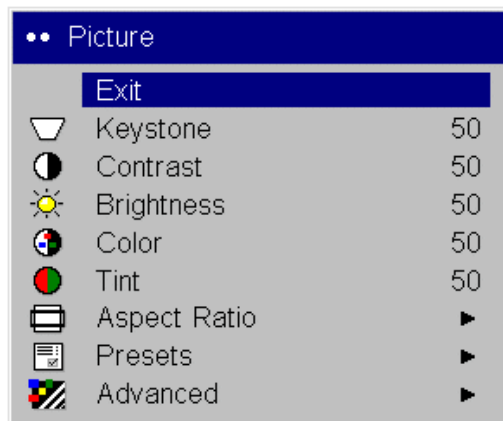 •• Picture
Exit
Keystone 50
Contrast 50
Brightness 50
Color 50
Tint 50
Aspect Ratio ►
Presets ►
Advanced ►